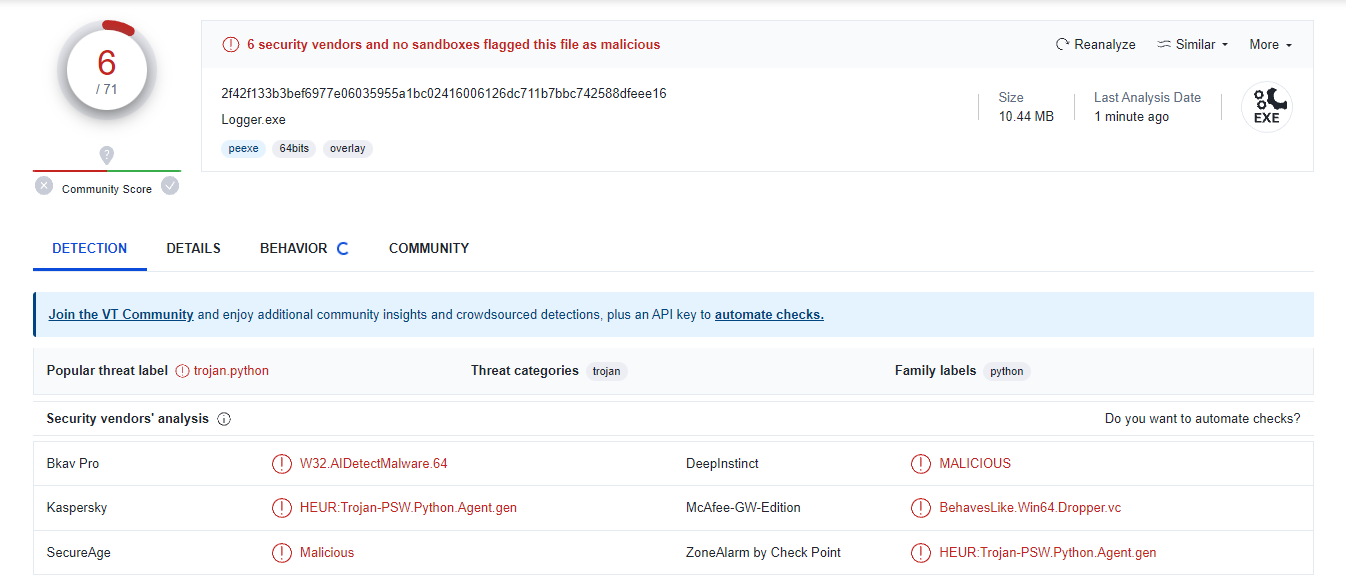 6
/ 71
?
Community Score
6 security vendors and no sandboxes flagged this file as malicious
Reanalyze
Similar
More
2f42f133b3bef6977e06035955a1bc02416006126dc711b7bbc742588dfeee16
Logger.exe
peexe
64bits
overlay
Size
10.44 MB
Last Analysis Date
1 minute ago
EXE
DETECTION
DETAILS
BEHAVIOR
COMMUNITY
Join the VT Community and enjoy additional community insights and crowdsourced detections, plus an API key to automate checks.
Popular threat label
trojan.python
Threat categories
trojan
Family labels
python
Security vendors' analysis
Do you want to automate checks?
Bkav Pro
W32.AIDetectMalware.64
DeepInstinct
MALICIOUS
Kaspersky
HEUR:Trojan-PSW.Python.Agent.gen
McAfee-GW-Edition
BehavesLike.Win64.Dropper.vc
SecureAge
Malicious
ZoneAlarm by Check Point
HEUR:Trojan-PSW.Python.Agent.gen